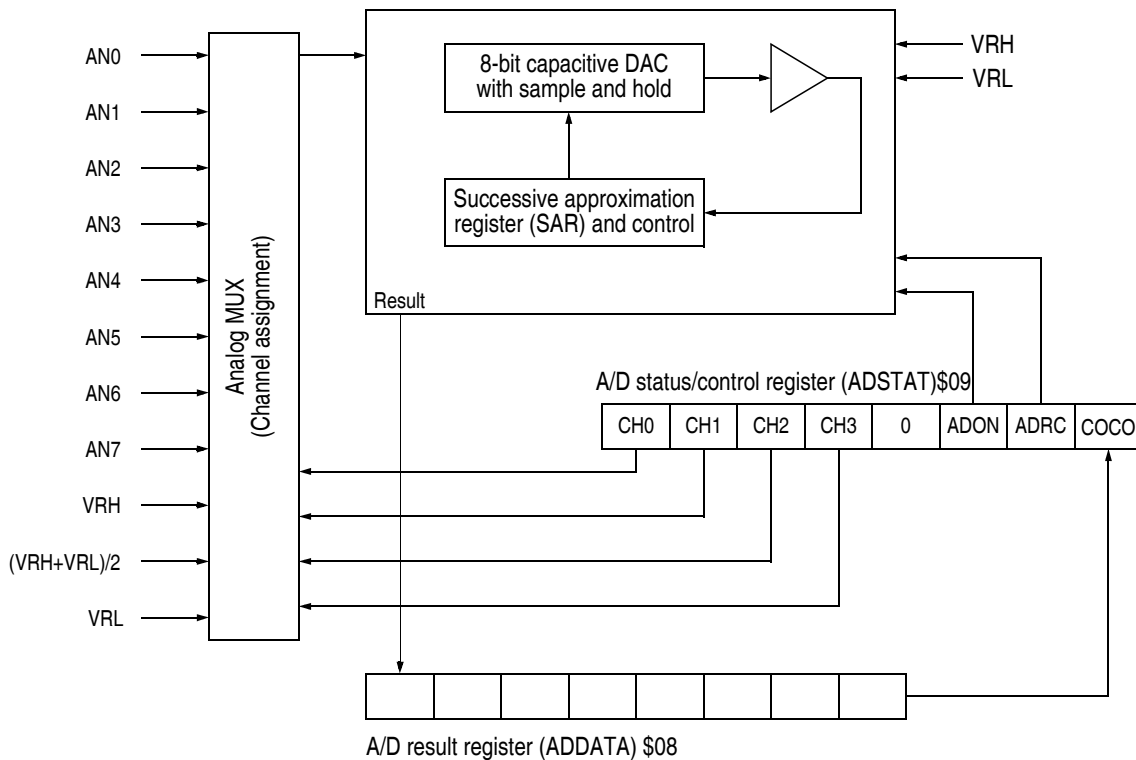 AN0
AN1
AN2
AN3
AN4
AN5
AN6
AN7
VRH
(VRH+VRL)/2
VRL
Analog MUX
(Channel assignment)
8-bit capacitive DAC
with sample and hold
Successive approximation
register (SAR) and control
Result
VRH
VRL
A/D status/control register (ADSTAT)$09
CH0 CH1 CH2 CH3 0 ADON ADRC COCO
A/D result register (ADDATA) $08